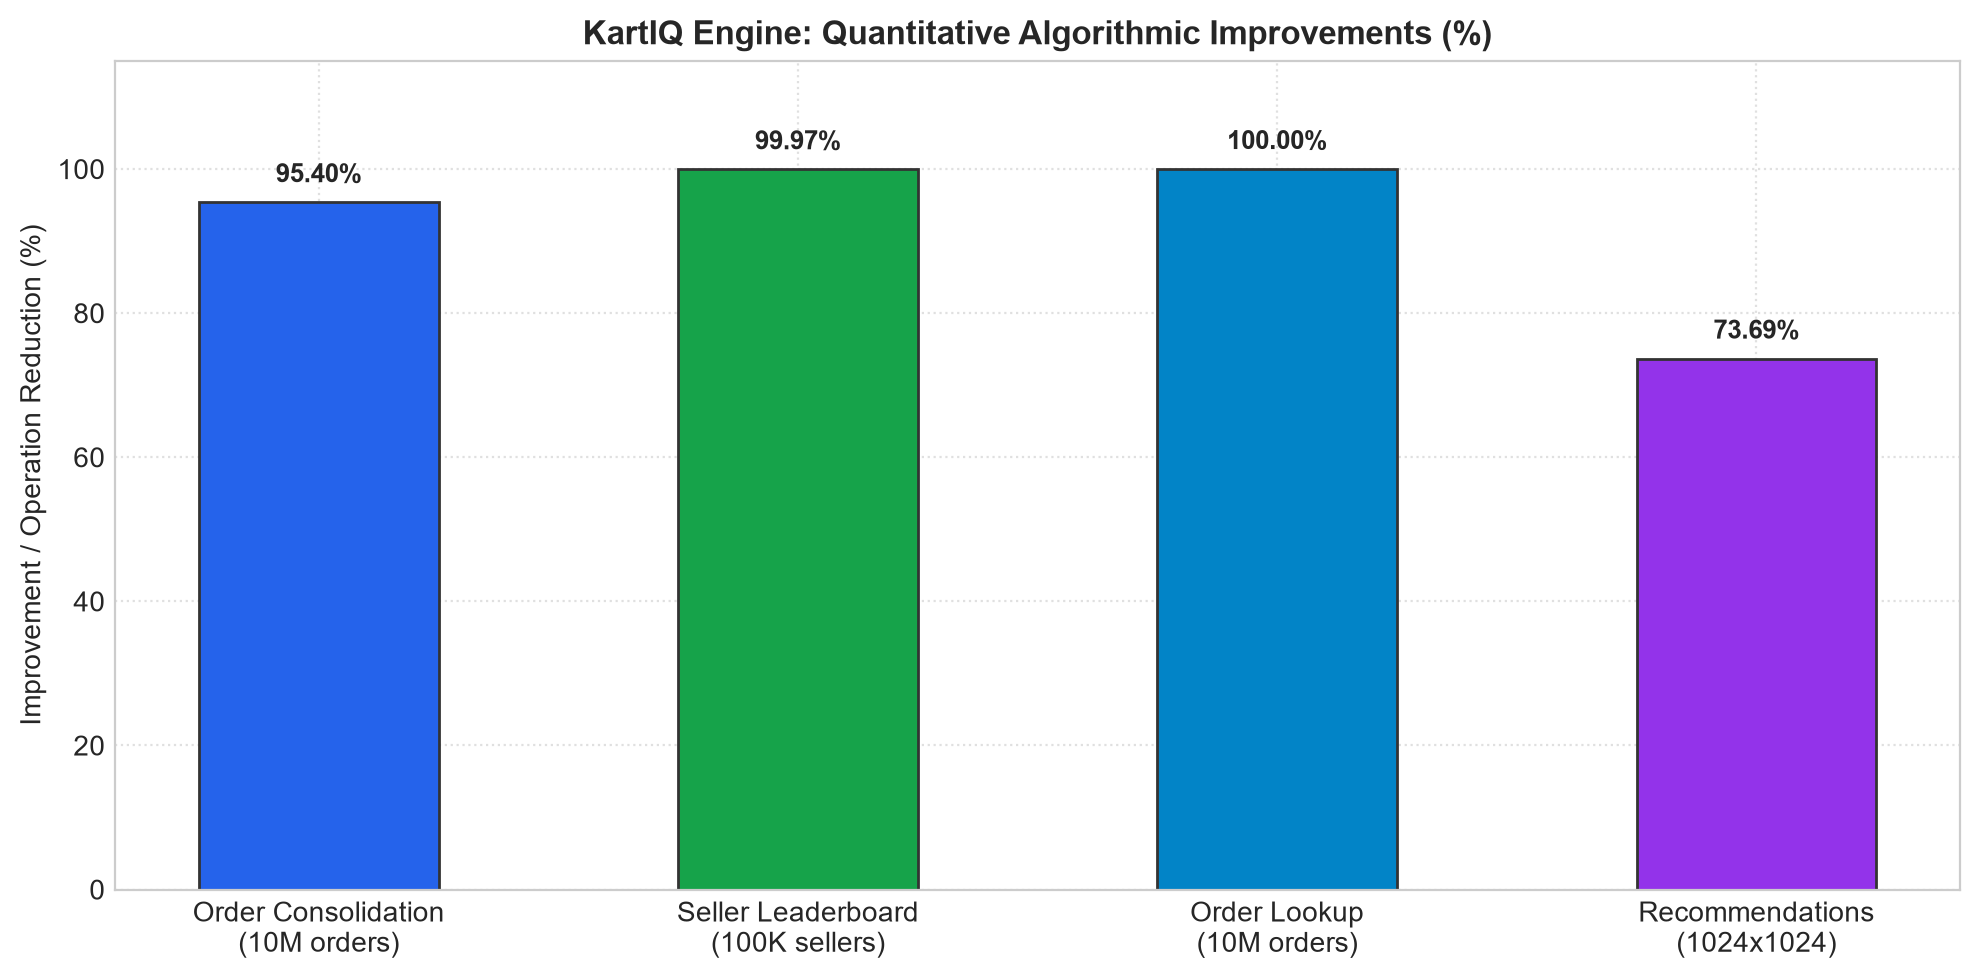 KartIQ Engine: Quantitative Algorithmic Improvements (%)
Improvement / Operation Reduction (%)
100
80
60
40
20
0
95.40%
99.97%
100.00%
73.69%
Order Consolidation
(10M orders)
Seller Leaderboard
(100K sellers)
Order Lookup
(10M orders)
Recommendations
(1024x1024)